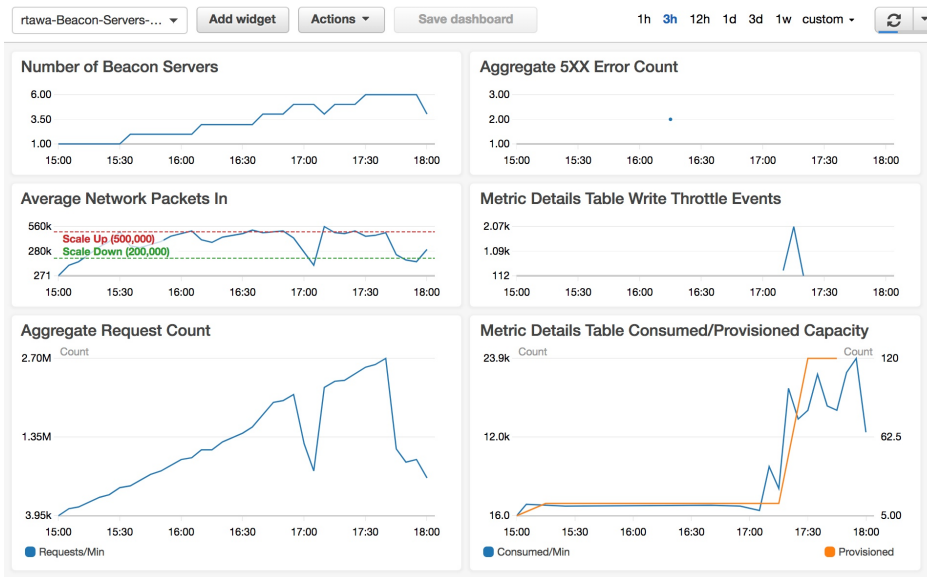 rtawa-Beacon-Servers-... Add widget Actions Save dashboard 1h 3h 12h 1d 3d 1w custom
Number of Beacon Servers
6.00
3.50
1.00
15:00 15:30 16:00 16:30 17:00 17:30 18:00
Aggregate 5XX Error Count
3.00
2.00
1.00
15:00 15:30 16:00 16:30 17:00 17:30 18:00
Average Network Packets In
560k
Scale Up (500,000)
280k
Scale Down (200,000)
271
15:00 15:30 16:00 16:30 17:00 17:30 18:00
Metric Details Table Write Throttle Events
2.07k
1.09k
112
15:00 15:30 16:00 16:30 17:00 17:30 18:00
Aggregate Request Count
Count
2.70M
1.35M
3.95k
15:00 15:30 16:00 16:30 17:00 17:30 18:00
Requests/Min
Metric Details Table Consumed/Provisioned Capacity
Count Count
23.9k 120
12.0k 62.5
16.0 5.00
15:00 15:30 16:00 16:30 17:00 17:30 18:00
Consumed/Min Provisioned